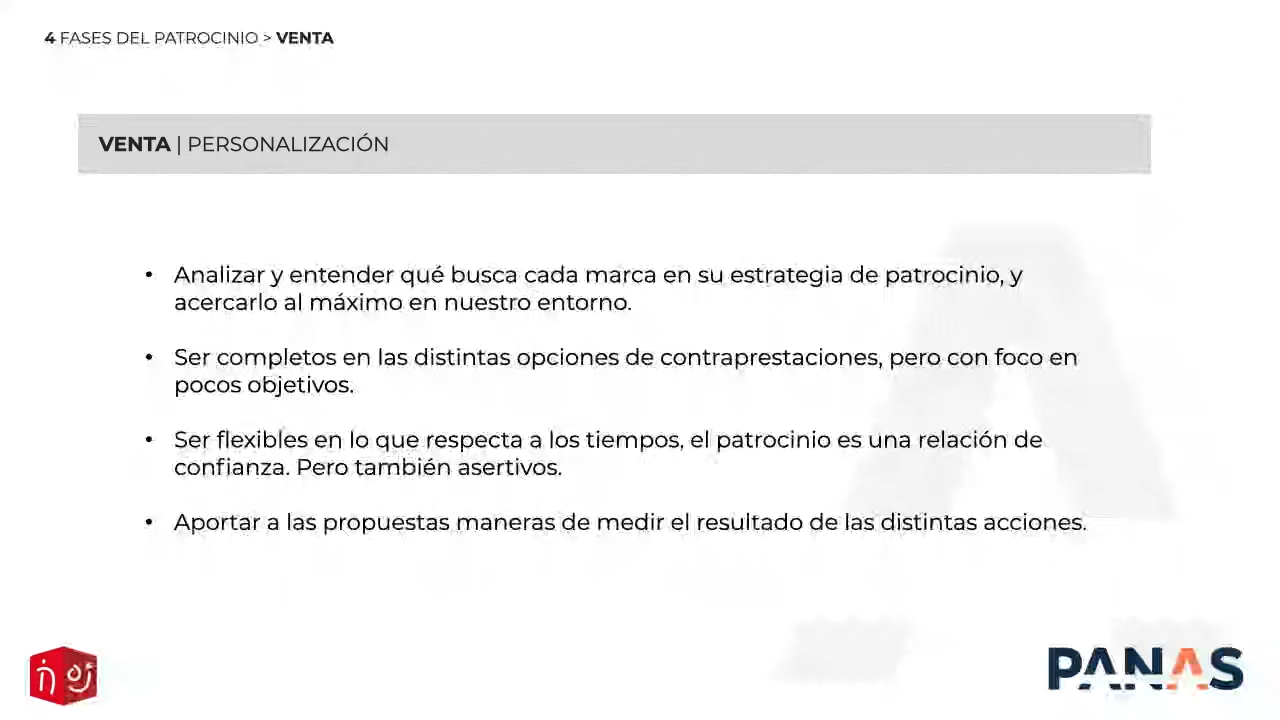 4 FASES DEL PATROCINIO > VENTA
VENTA | PERSONALIZACIÓN
• Analizar y entender qué busca cada marca en su estrategia de patrocinio, y
acercarlo al máximo en nuestro entorno.
• Ser completos en las distintas opciones de contraprestaciones, pero con foco en
pocos objetivos.
• Ser flexibles en lo que respecta a los tiempos, el patrocinio es una relación de
confianza. Pero también asertivos.
• Aportar a las propuestas maneras de medir el resultado de las distintas acciones.
PANAS